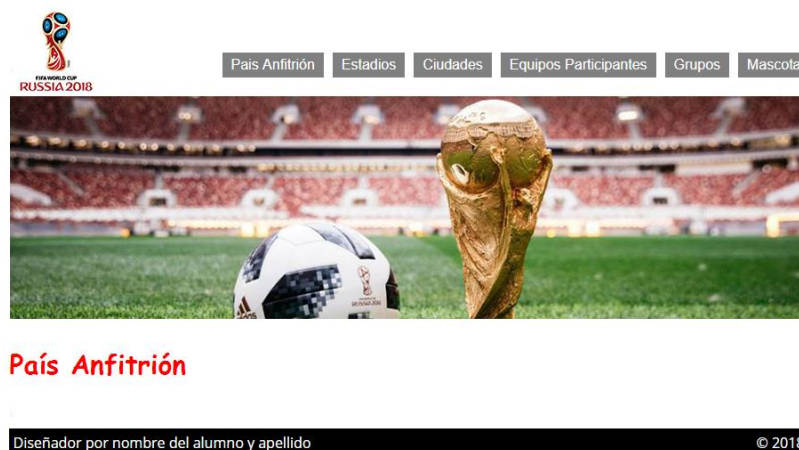 FIFA WORLD CUP
RUSSIA 2018
Pais Anfitrión
Estadios
Ciudades
Equipos Participantes
Grupos
Mascota
adidas
País Anfitrión
Diseñador por nombre del alumno y apellido
© 2018